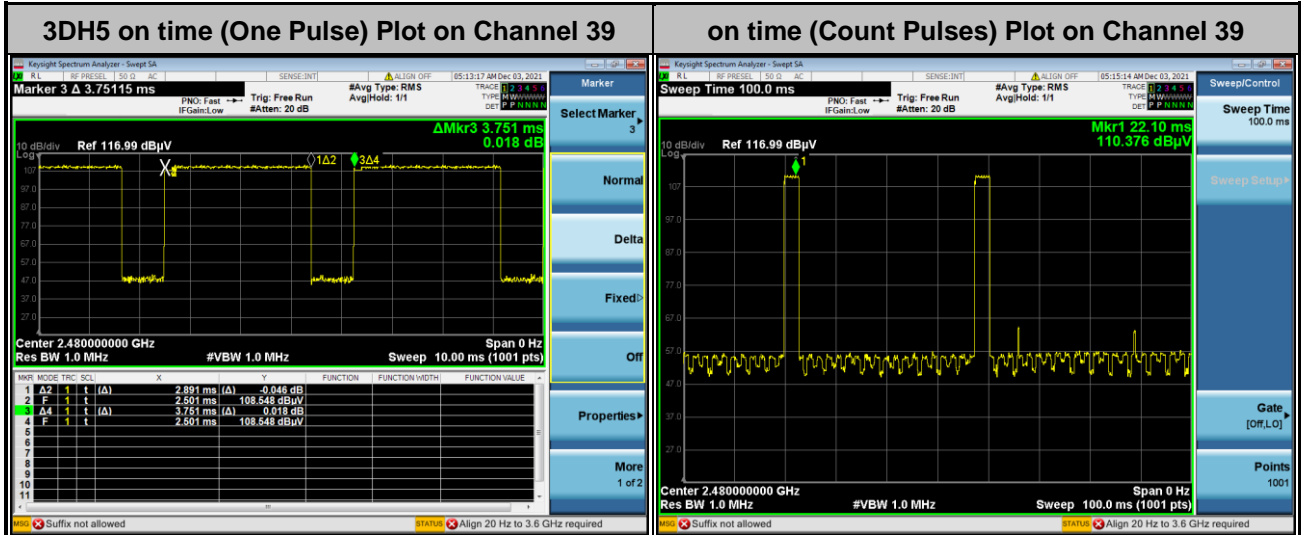 3DH5 on time (One Pulse) Plot on Channel 39
on time (Count Pulses) Plot on Channel 39
Keysight Spectrum Analyzer - Swept SA
RL RF PRESEL 50 Ω AC SENSE:INT ALIGN OFF 05:13:17 AM Dec 03, 2021
Marker 3 Δ 3.75115 ms
PNO: Fast
IFGain:Low
Trig: Free Run
#Atten: 20 dB
#Avg Type: RMS
Avg|Hold: 1/1
TRACE 1 2 3 4 5 6
TYPE M W W W W W
DET P P N N N N
ΔMkr3 3.751 ms
0.018 dB
10 dB/div Ref 116.99 dBµV
Log
1Δ2
3Δ4
107
97.0
87.0
77.0
67.0
57.0
47.0
37.0
27.0
Center 2.480000000 GHz Span 0 Hz
Res BW 1.0 MHz #VBW 1.0 MHz Sweep 10.00 ms (1001 pts)
MKR MODE TRC SCL X Y FUNCTION FUNCTION WIDTH FUNCTION VALUE
1 Δ2 1 t (Δ) 2.891 ms (Δ) -0.046 dB
2 F 1 t 2.501 ms 108.548 dBµV
3 Δ4 1 t (Δ) 3.751 ms (Δ) 0.018 dB
4 F 1 t 2.501 ms 108.548 dBµV
5
6
7
8
9
10
11
MSG Suffix not allowed STATUS Align 20 Hz to 3.6 GHz required
Marker
Select Marker
3
Normal
Delta
Fixed
Off
Properties
More
1 of 2
Keysight Spectrum Analyzer - Swept SA
RL RF PRESEL 50 Ω AC SENSE:INT ALIGN OFF 05:15:14 AM Dec 03, 2021
Sweep Time 100.0 ms
PNO: Fast
IFGain:Low
Trig: Free Run
#Atten: 20 dB
#Avg Type: RMS
Avg|Hold: 1/1
TRACE 1 2 3 4 5 6
TYPE M W W W W W
DET P P N N N N
Mkr1 22.10 ms
110.376 dBµV
10 dB/div Ref 116.99 dBµV
Log
1
107
97.0
87.0
77.0
67.0
57.0
47.0
37.0
27.0
Center 2.480000000 GHz Span 0 Hz
Res BW 1.0 MHz #VBW 1.0 MHz Sweep 100.0 ms (1001 pts)
MSG Suffix not allowed STATUS Align 20 Hz to 3.6 GHz required
Sweep/Control
Sweep Time
100.0 ms
Sweep Setup
Gate
[Off,LO]
Points
1001